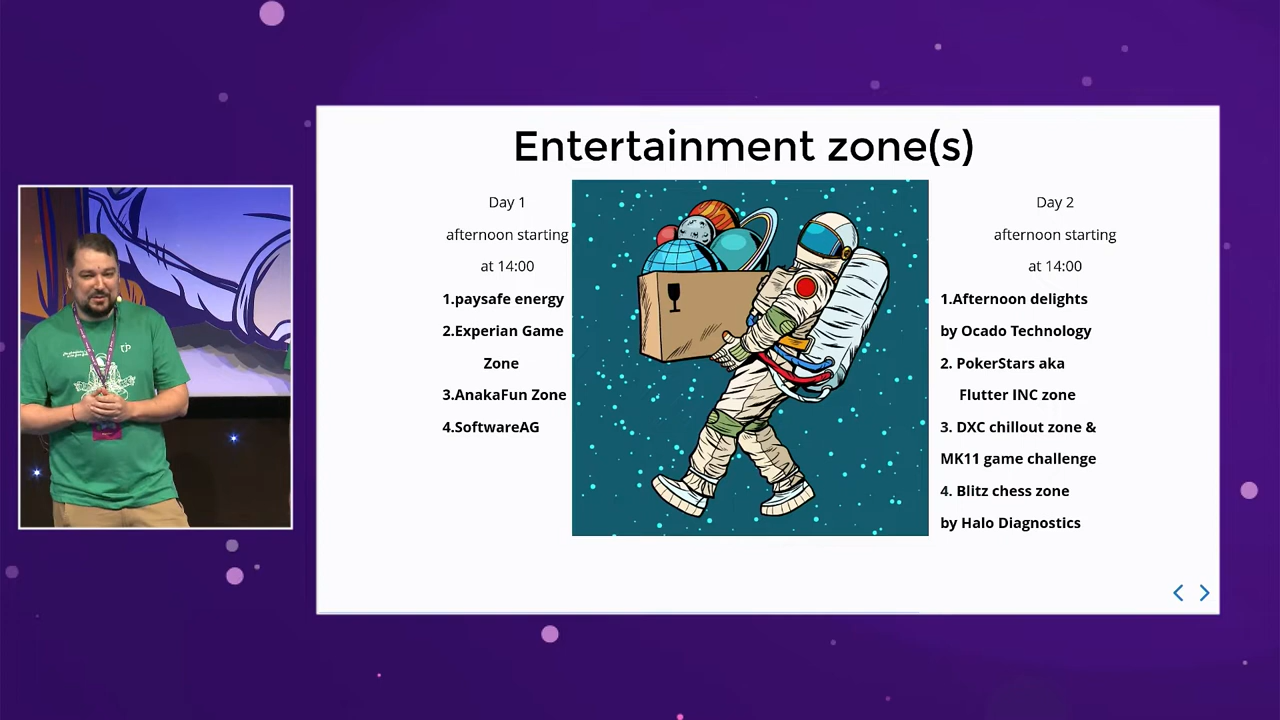 Entertainment zone(s)
Day 1
afternoon starting
at 14:00
1.paysafe energy
2.Experian Game
Zone
3.AnakaFun Zone
4.SoftwareAG
Day 2
afternoon starting
at 14:00
1.Afternoon delights
by Ocado Technology
2. PokerStars aka
Flutter INC zone
3. DXC chillout zone &
MK11 game challenge
4. Blitz chess zone
by Halo Diagnostics